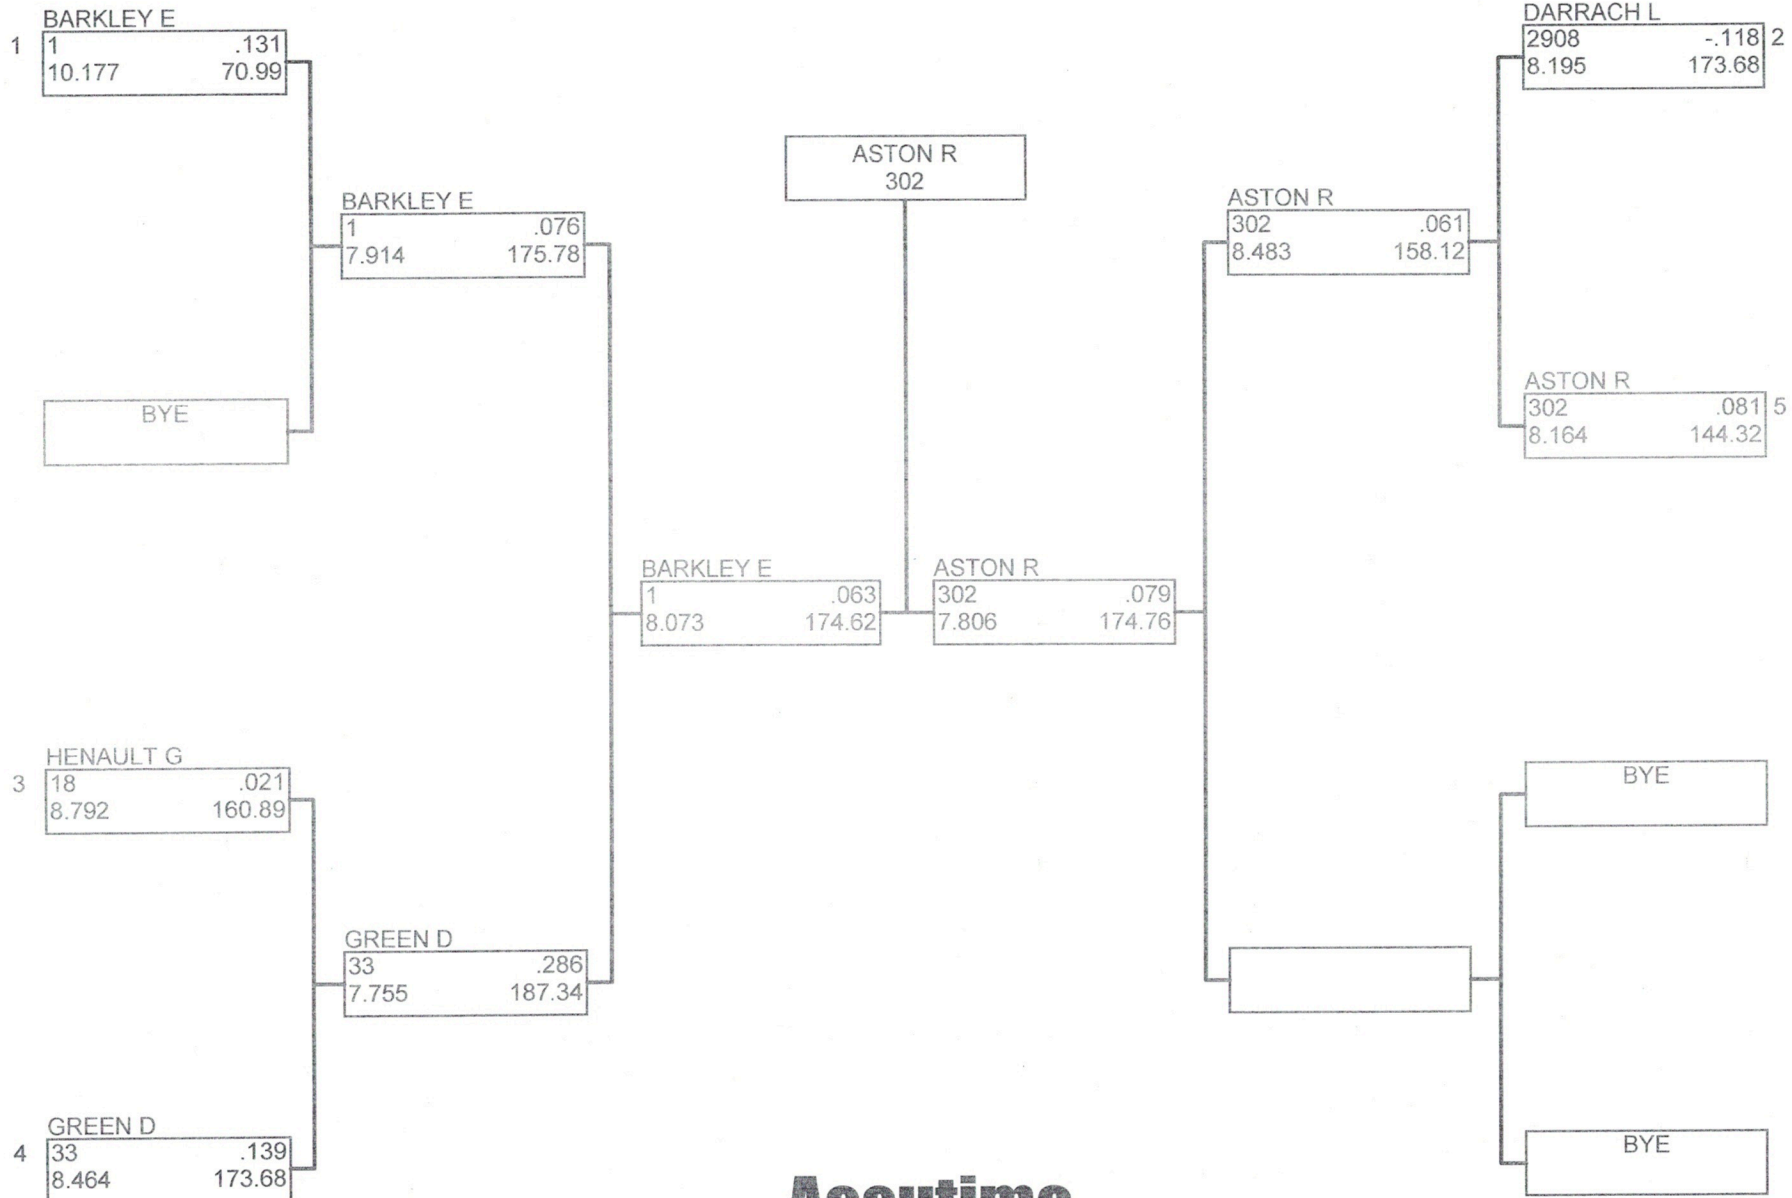 BARKLEY E
1 1 .131
10.177 70.99
BYE
BARKLEY E
1 .076
7.914 175.78
HENAULT G
3 18 .021
8.792 160.89
GREEN D
4 33 .139
8.464 173.68
GREEN D
33 .286
7.755 187.34
BARKLEY E
1 .063
8.073 174.62
ASTON R
302
ASTON R
302 .079
7.806 174.76
ASTON R
302 .061
8.483 158.12
DARRACH L
2908 -.118 2
8.195 173.68
ASTON R
302 .081 5
8.164 144.32
BYE
BYE
Accutime